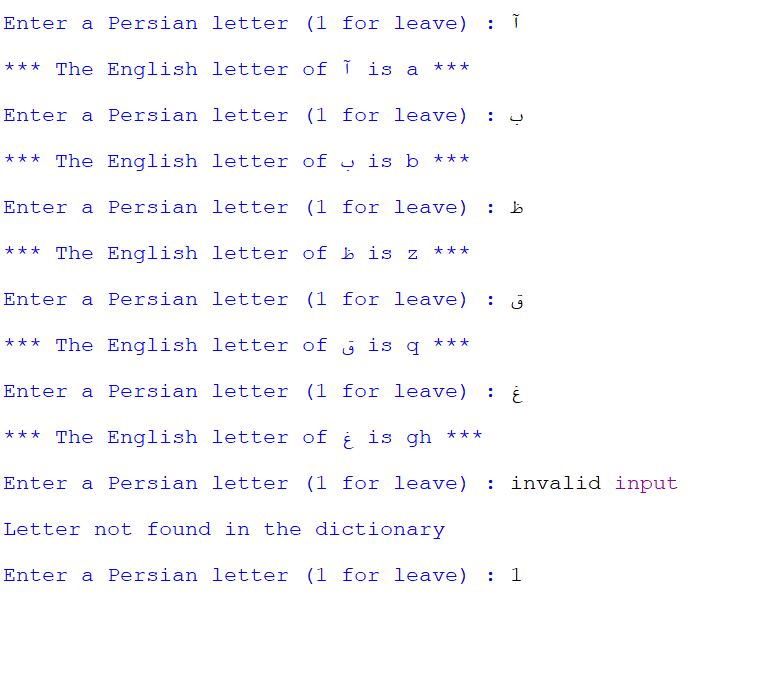 Enter a Persian letter (1 for leave) : آ
*** The English letter of آ is a ***
Enter a Persian letter (1 for leave) : ب
*** The English letter of ب is b ***
Enter a Persian letter (1 for leave) : ظ
*** The English letter of ظ is z ***
Enter a Persian letter (1 for leave) : ق
*** The English letter of ق is q ***
Enter a Persian letter (1 for leave) : غ
*** The English letter of غ is gh ***
Enter a Persian letter (1 for leave) : invalid input
Letter not found in the dictionary
Enter a Persian letter (1 for leave) : 1